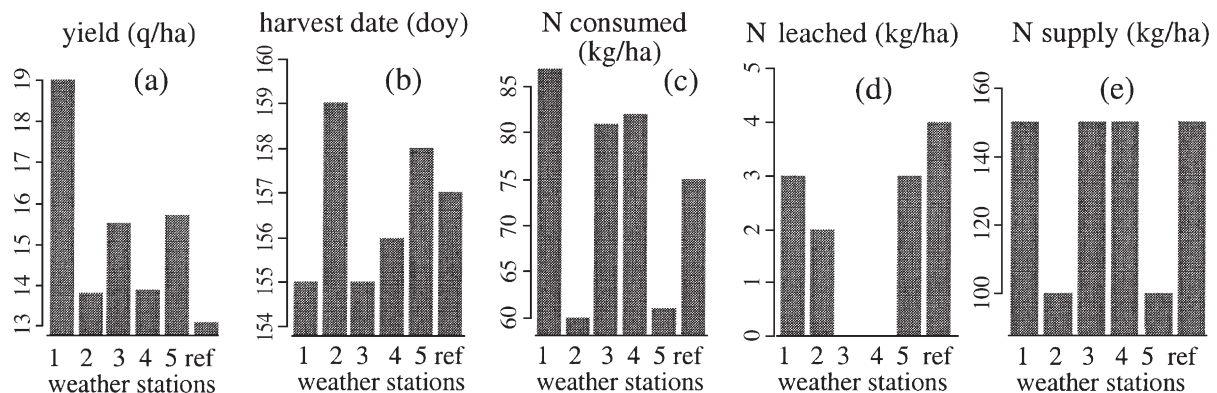 yield (q/ha)
(a)
19
18
17
16
15
14
13
1 2 3 4 5 ref
weather stations
harvest date (doy)
(b)
160
159
158
157
156
155
154
1 2 3 4 5 ref
weather stations
N consumed
(kg/ha)
(c)
85
80
75
70
65
60
1 2 3 4 5 ref
weather stations
N leached (kg/ha)
(d)
5
4
3
2
1
0
1 2 3 4 5 ref
weather stations
N supply (kg/ha)
(e)
160
140
120
100
1 2 3 4 5 ref
weather stations